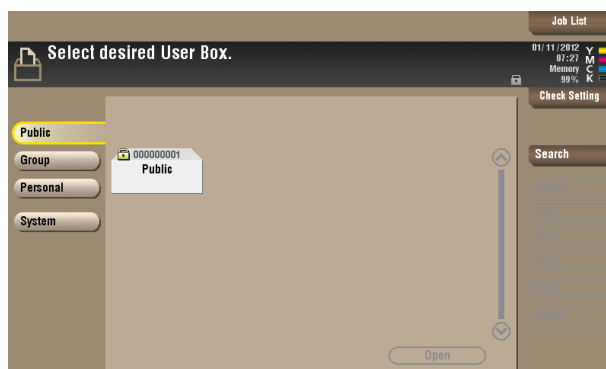 Job List
Select desired User Box.
01/11/2012
07:27
Memory
99%
Y
M
C
K
Check Setting
Public
Group
Personal
System
000000001
Public
Search
Open